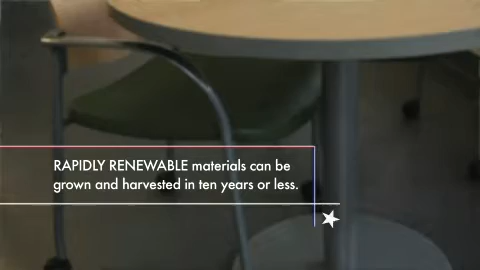 RAPIDLY RENEWABLE materials can be
grown and harvested in ten years or less.